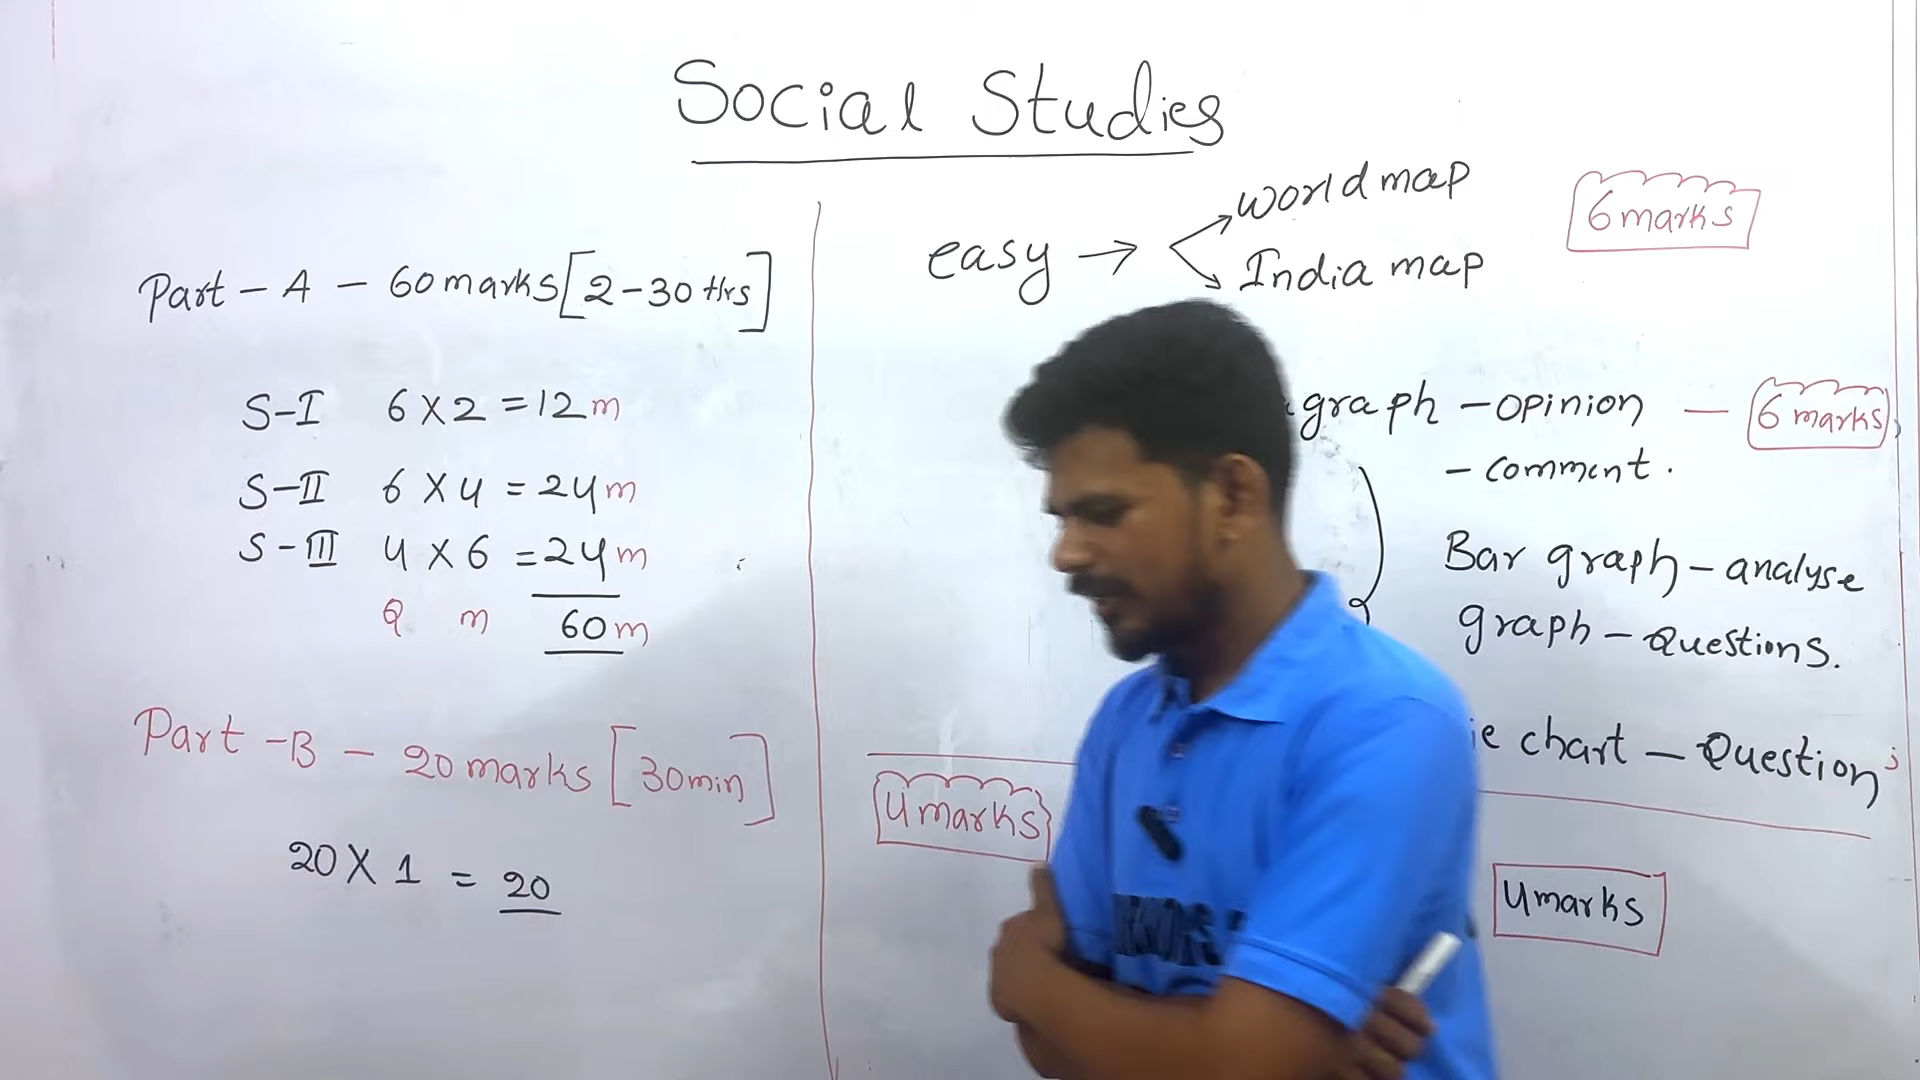 Social Studies
Part - A - 60 marks [2-30 Hrs]
S-I 6 X 2 = 12 m
S-II 6 X 4 = 24 m
S-III 4 X 6 = 24 m
Q m 60 m
Part - B - 20 marks [30 min]
20 X 1 = 20
easy → World map
India map
6 marks
graph - opinion - 6 marks
- comment.
Bar graph - analyse
graph - Questions.
ie chart - Question
4 marks
4 marks